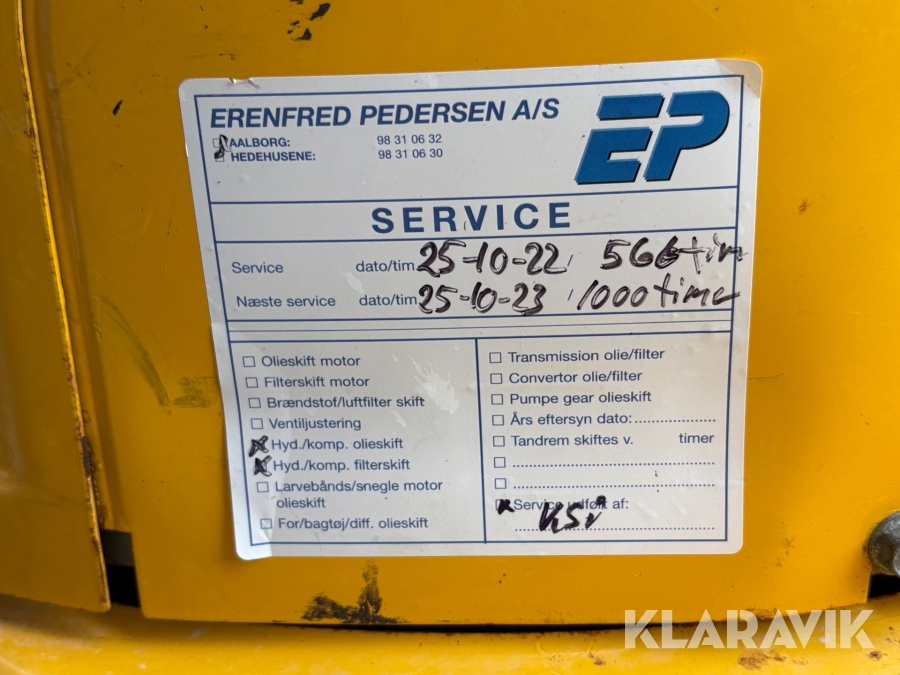 ERENFRED PEDERSEN A/S
EP
AALBORG: 98 31 06 32
HEDEHUSENE: 98 31 06 30
SERVICE
Service dato/tim. 25-10-22 / 566 tim
Næste service dato/tim. 25-10-23 / 1000 time
Olieskift motor
Filterskift motor
Brændstof/luftfilter skift
Ventiljustering
Hyd./komp. olieskift
Hyd./komp. filterskift
Larvebånds/snegle motor
olieskift
For/bagtøj/diff. olieskift
Transmission olie/filter
Convertor olie/filter
Pumpe gear olieskift
Års eftersyn dato:
Tandrem skiftes v. timer
Service udført af:
KLARAVIK